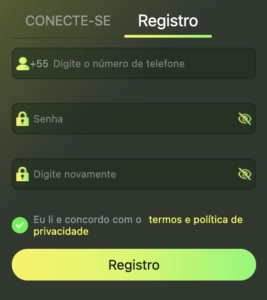 CONECTE-SE Registro
+55 Digite o número de telefone
Senha
Digite novamente
Eu li e concordo com o termos e política de
privacidade
Registro